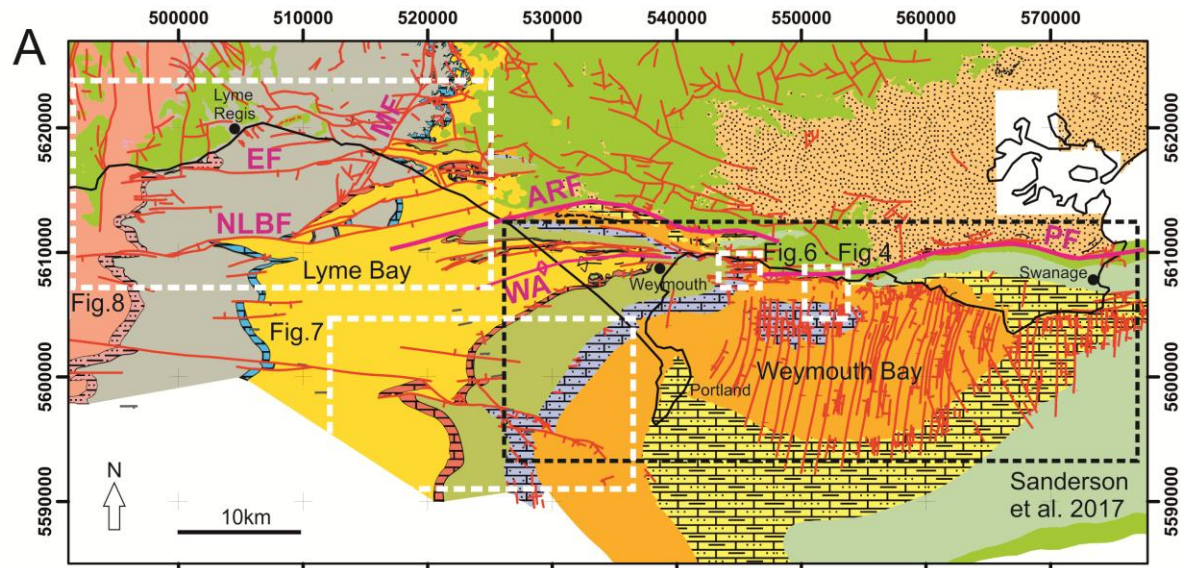 A
500000 510000 520000 530000 540000 550000 560000 570000
5620000
5610000
5600000
5590000
5620000
5610000
5600000
5590000
Lyme
Regis
MF
EF
ARF
NLBF
PF
Fig.6
Fig.4
Lyme Bay
WA
Weymouth
Swanage
Fig.8
Fig.7
Weymouth Bay
Portland
N
10km
Sanderson
et al. 2017